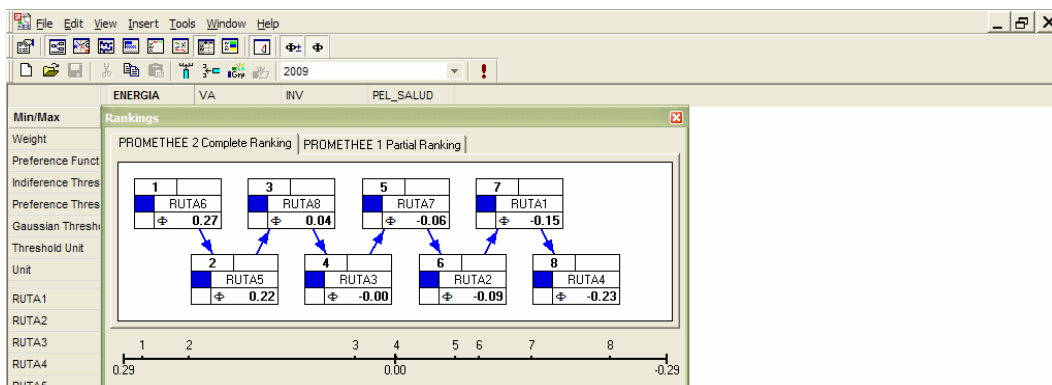 File Edit View Insert Tools Window Help
2009
ENERGIA VA INV PEL_SALUD
Min/Max
Weight
Preference Funct
Indiference Thres
Preference Thres
Gaussian Thresh
Threshold Unit
Unit
RUTA1
RUTA2
RUTA3
RUTA4
Rankings
PROMETHEE 2 Complete Ranking PROMETHEE 1 Partial Ranking
1 3 5 7
RUTA6 RUTA8 RUTA7 RUTA1
Φ 0.27 Φ 0.04 Φ -0.06 Φ -0.15
2 4 6 8
RUTA5 RUTA3 RUTA2 RUTA4
Φ 0.22 Φ -0.00 Φ -0.09 Φ -0.23
1 2 3 4 5 6 7 8
0.29 0.00 -0.29